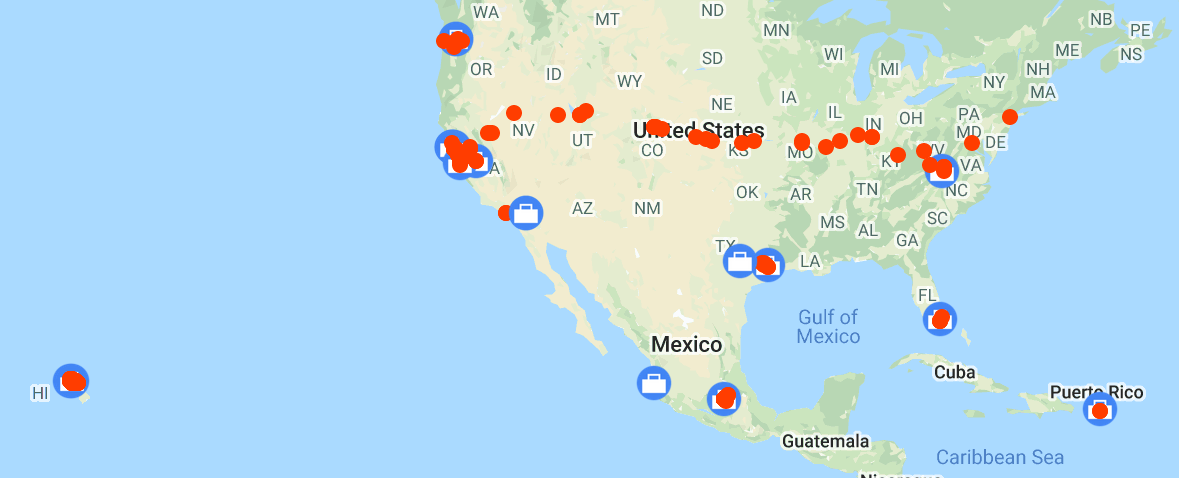 WA
MT
ND
NB
PE
MN
ME
NS
OR
ID
WY
SD
WI
MI
NH
NY
MA
NE
IA
IL
IN
OH
PA
MD
DE
NV
UT
United States
CO
KS
MO
KY
WV
VA
AZ
NM
OK
AR
TN
NC
MS
AL
SC
GA
TX
LA
FL
Gulf of
Mexico
Mexico
Cuba
HI
Puerto Rico
Guatemala
Caribbean Sea